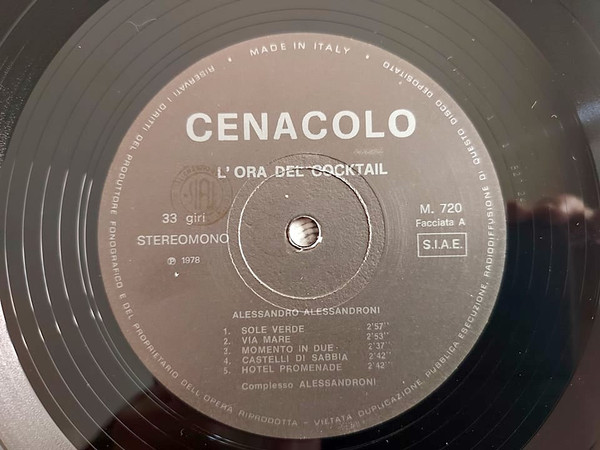 MADE IN ITALY
CENACOLO
L'ORA DEL COCKTAIL
33 giri
STEREOMONO
℗ 1978
M. 720
Facciata A
S.I.A.E.
ALESSANDRO ALESSANDRONI
1. SOLE VERDE 2'57''
2. VIA MARE 2'53''
3. MOMENTO IN DUE 2'37''
4. CASTELLI DI SABBIA 2'42''
5. HOTEL PROMENADE 2'42''
Complesso ALESSANDRONI
RISERVATI I DIRITTI DEL PRODUTTORE FONOGRAFICO E DEL PROPRIETARIO DELL'OPERA RIPRODOTTA - VIETATA DUPLICAZIONE, PUBBLICA ESECUZIONE, RADIODIFFUSIONE DI QUESTO DISCO DEPOSITATO